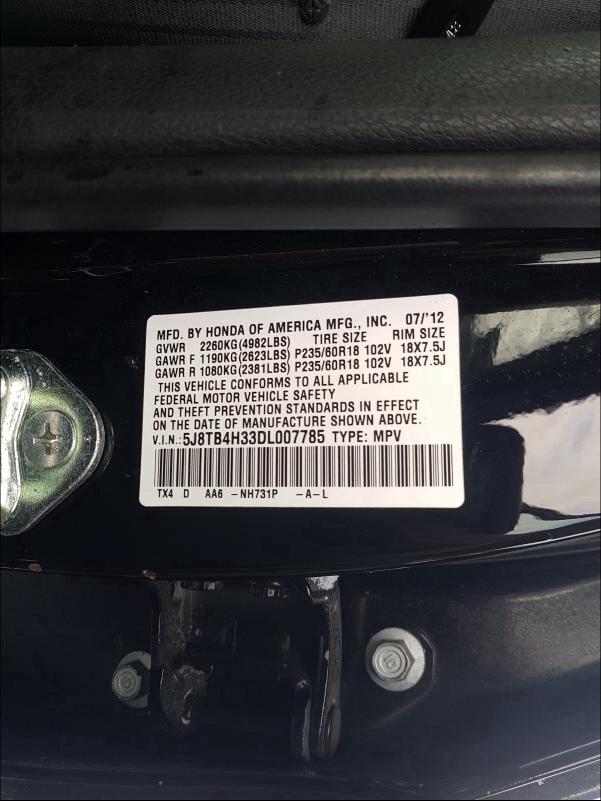 MFD. BY HONDA OF AMERICA MFG., INC. 07/'12
GVWR 2260KG(4982LBS) TIRE SIZE RIM SIZE
GAWR F 1190KG(2623LBS) P235/60R18 102V 18X7.5J
GAWR R 1080KG(2381LBS) P235/60R18 102V 18X7.5J
THIS VEHICLE CONFORMS TO ALL APPLICABLE
FEDERAL MOTOR VEHICLE SAFETY
AND THEFT PREVENTION STANDARDS IN EFFECT
ON THE DATE OF MANUFACTURE SHOWN ABOVE.
V.I.N.:5J8TB4H33DL007785 TYPE: MPV
TX4 D AA6 -NH731P -A-L